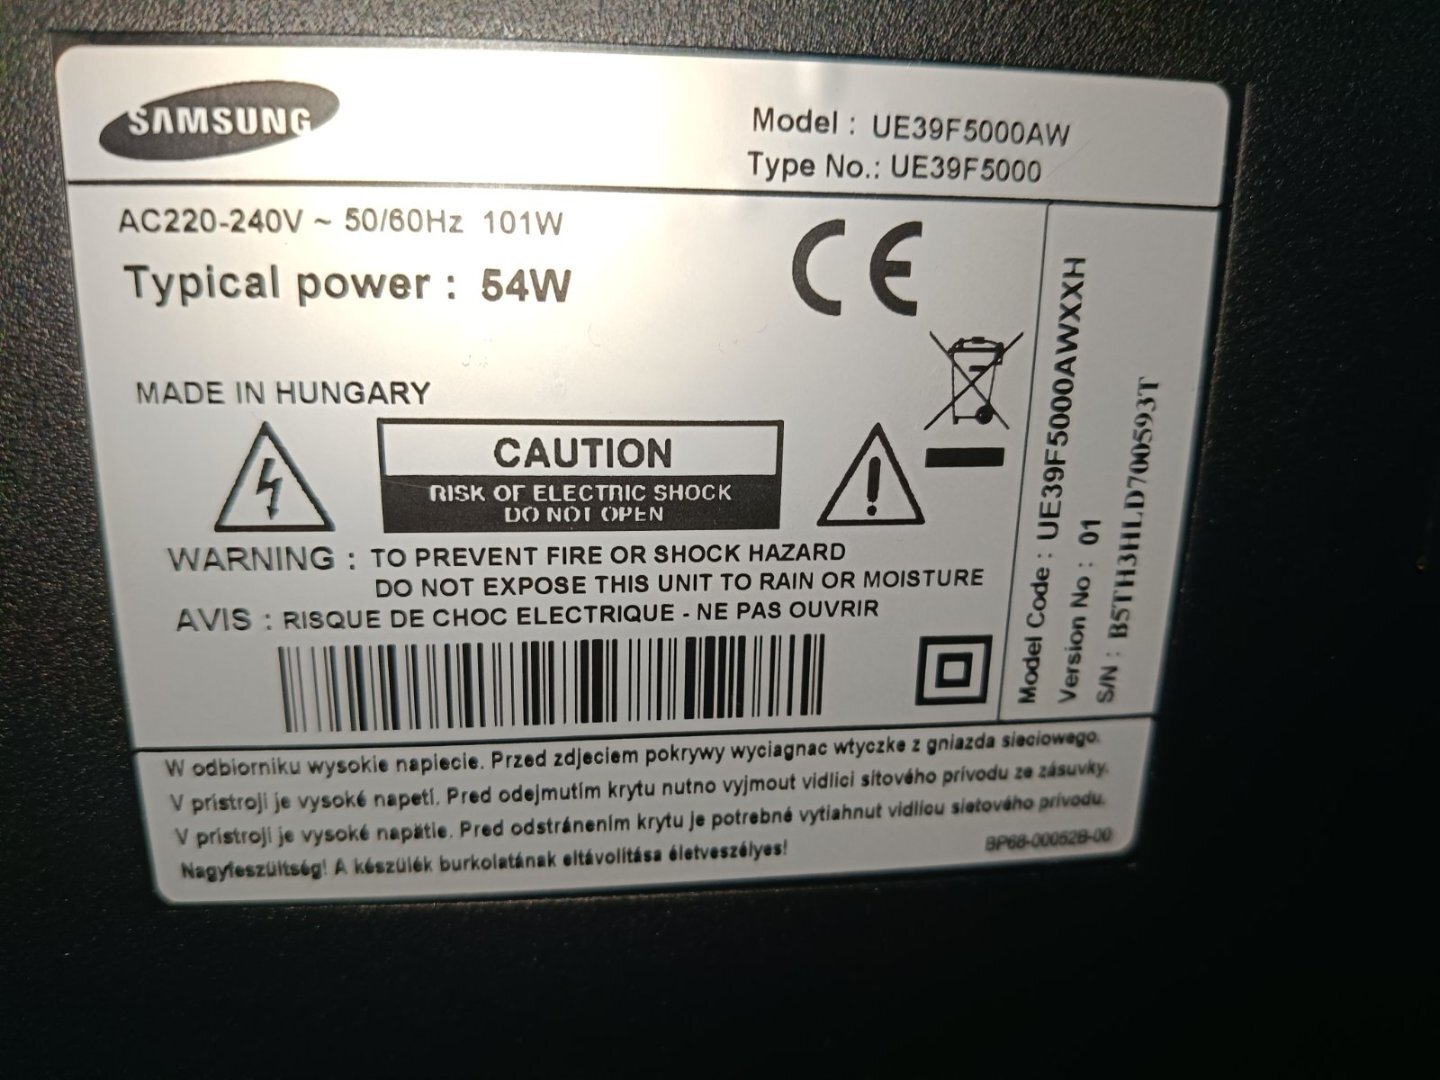 SAMSUNG
Model : UE39F5000AW
Type No.: UE39F5000
AC220-240V ~ 50/60Hz 101W
Typical power : 54W
MADE IN HUNGARY
CAUTION
RISK OF ELECTRIC SHOCK
DO NOT OPEN
WARNING : TO PREVENT FIRE OR SHOCK HAZARD
DO NOT EXPOSE THIS UNIT TO RAIN OR MOISTURE
AVIS : RISQUE DE CHOC ELECTRIQUE - NE PAS OUVRIR
Model Code : UE39F5000AWXXH
Version No : 01
S/N : B5TH3HLD700593T
W odbiorniku wysokie napiecie. Przed zdjeciem pokrywy wyciagnac wtyczke z gniazda sieciowego.
V prístroji je vysoké napetí. Pred odejmutím krytu nutno vyjmout vidlici sítového prívodu ze zásuvky.
V prístroji je vysoké napätie. Pred odstránením krytu je potrebné vytiahnut vidlicu sietového prívodu.
Nagyfeszültség! A készülék burkolatának eltávolítása életveszélyes!
BP68-00052B-00